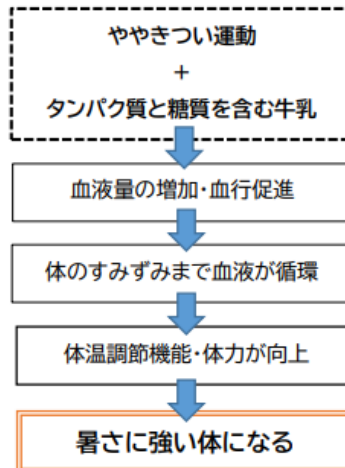 ややきつい運動
+
タンパク質と糖質を含む牛乳
血液量の増加・血行促進
体のすみずみまで血液が循環
体温調節機能・体力が向上
暑さに強い体になる